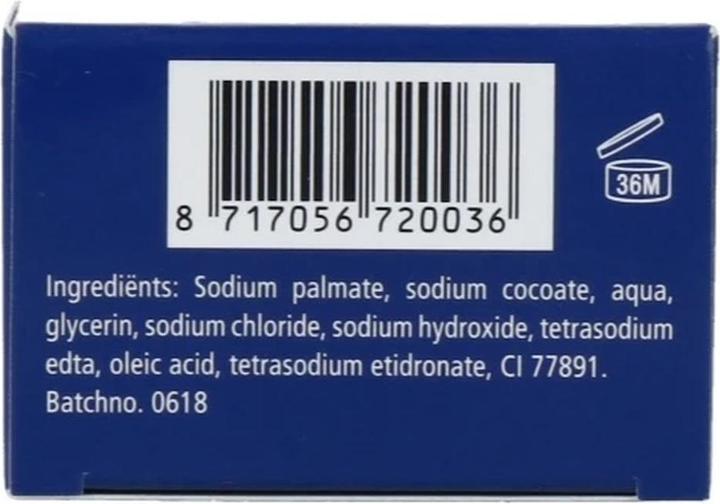 36M
8 717056 720036
Ingrediënts: Sodium palmate, sodium cocoate, aqua,
glycerin, sodium chloride, sodium hydroxide, tetrasodium
edta, oleic acid, tetrasodium etidronate, CI 77891.
Batchno. 0618